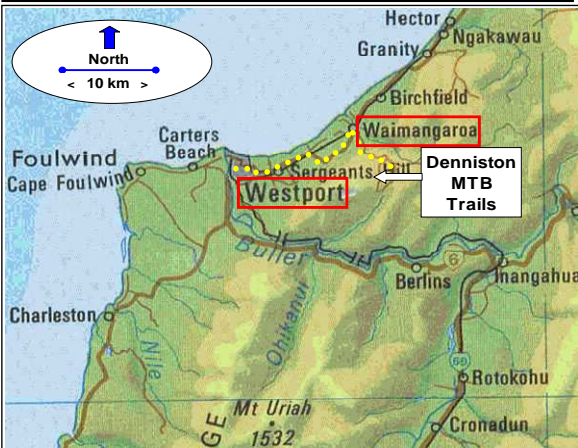 North
< 10 km >
Hector
Ngakawau
Granity
Birchfield
Waimangaroa
Carters
Beach
Foulwind
Cape Foulwind
Sergeants Hill
Denniston
MTB
Trails
Westport
Buller
6
Berlins
Inangahua
Ohikanui
Charleston
Nile
69
Rotokohu
GE
Mt Uriah
1532
Cronadun